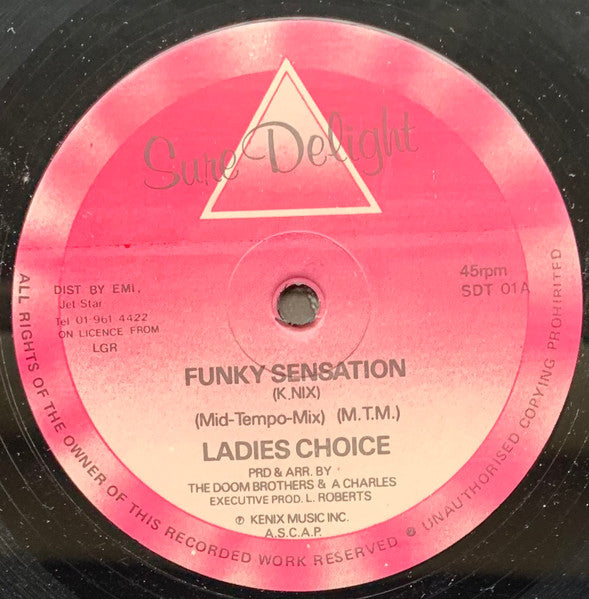 Sure Delight
45rpm
SDT 01A
DIST BY EMI.
Jet Star
Tel 01-961 4422
ON LICENCE FROM
LGR
FUNKY SENSATION
(K.NIX)
(Mid-Tempo-Mix) (M.T.M.)
LADIES CHOICE
PRD & ARR. BY
THE DOOM BROTHERS & A CHARLES
EXECUTIVE PROD. L. ROBERTS
℗ KENIX MUSIC INC.
A.S.C.A.P.
ALL RIGHTS OF THE OWNER OF THIS RECORDED WORK RESERVED ® UNAUTHORISED COPYING PROHIBITED